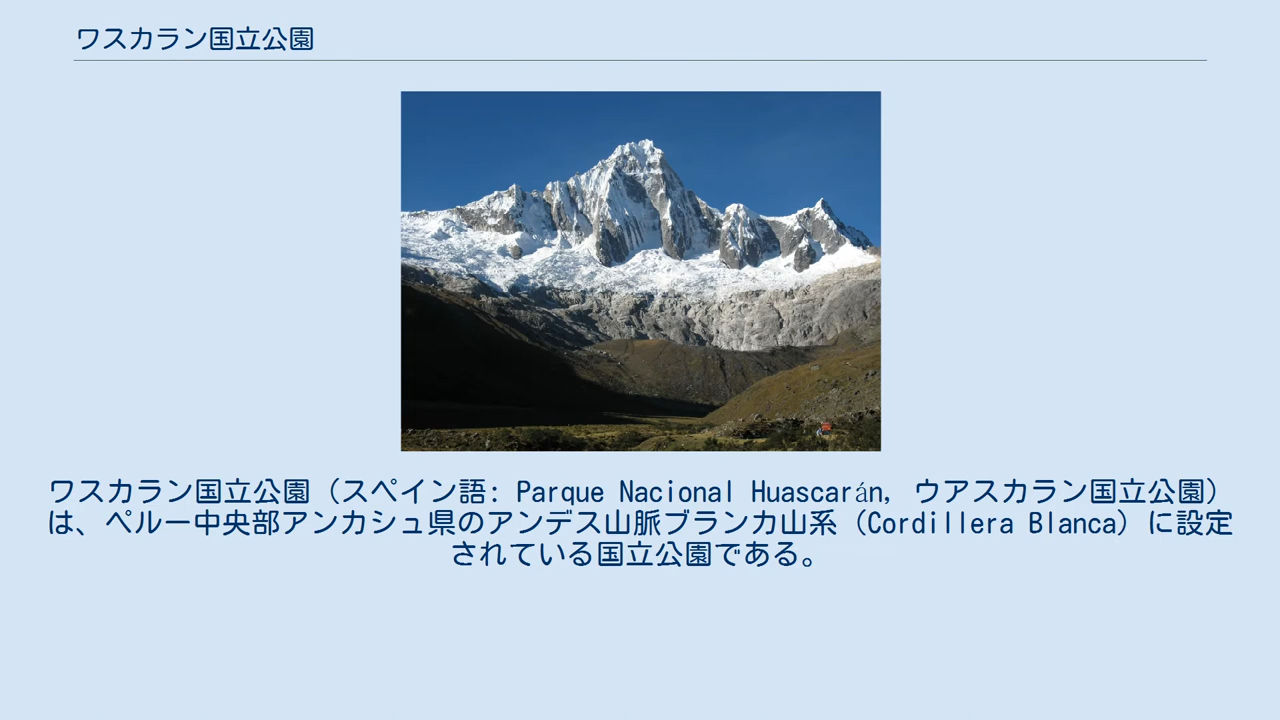 ワスカラン国立公園
ワスカラン国立公園（スペイン語: Parque Nacional Huascarán, ウアスカラン国立公園）
は、ペルー中央部アンカシュ県のアンデス山脈ブランカ山系（Cordillera Blanca）に設定
されている国立公園である。